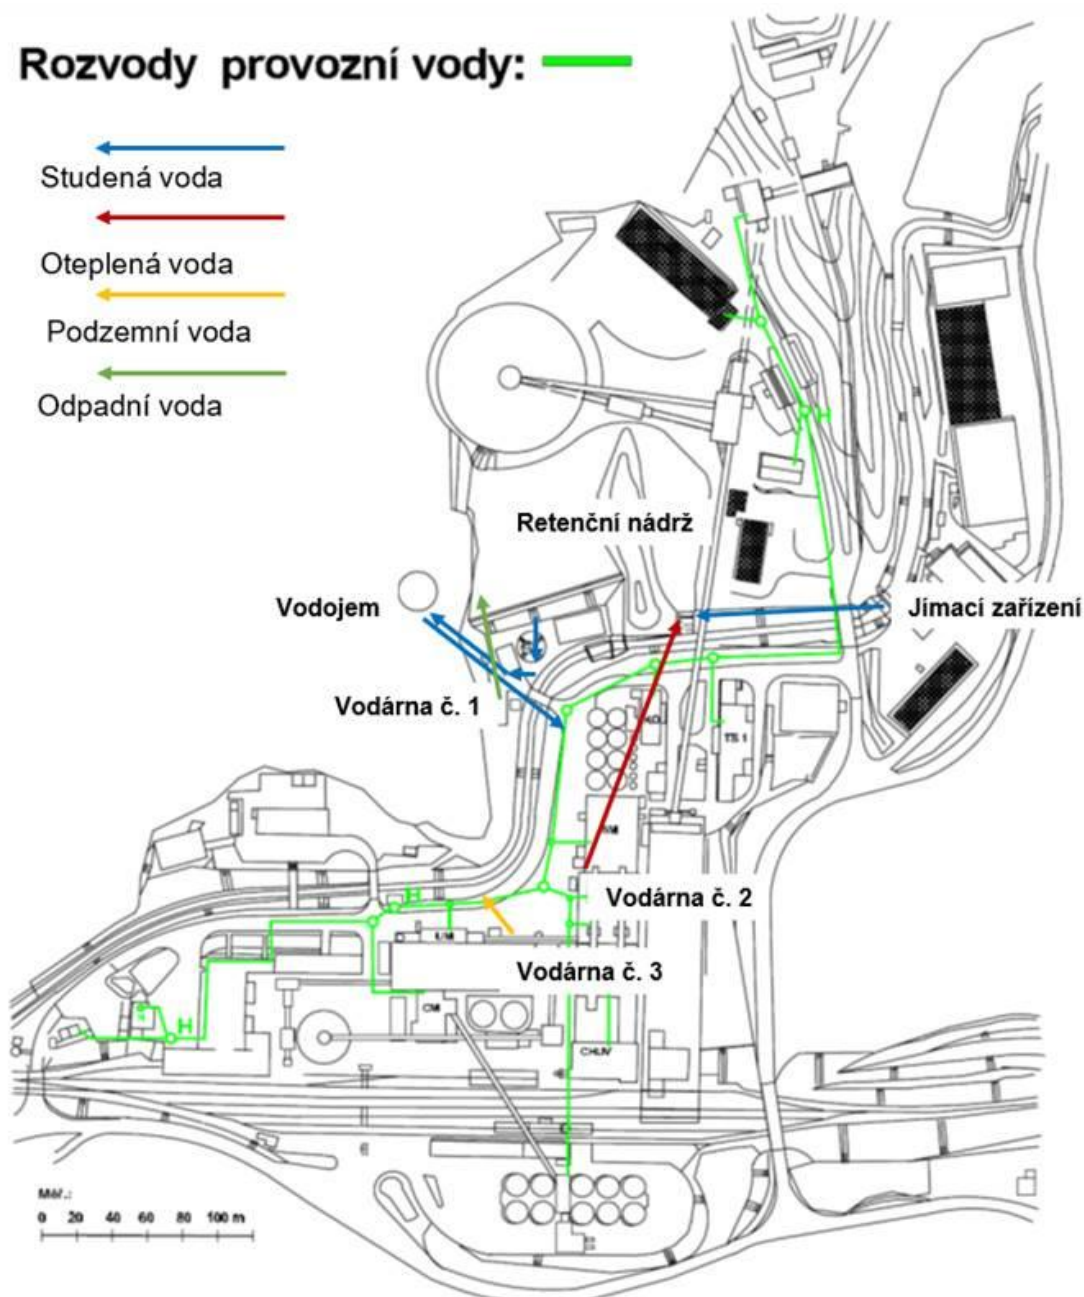 Rozvody provozní vody:
Studená voda
Oteplená voda
Podzemní voda
Odpadní voda
Retenční nádrž
H
Vodojem
Jímací zařízení
Vodárna č. 1
TS 1
Vodárna č. 2
H
Vodárna č. 3
CM
H
CHUV
Měř.:
0 20 40 60 80 100 m